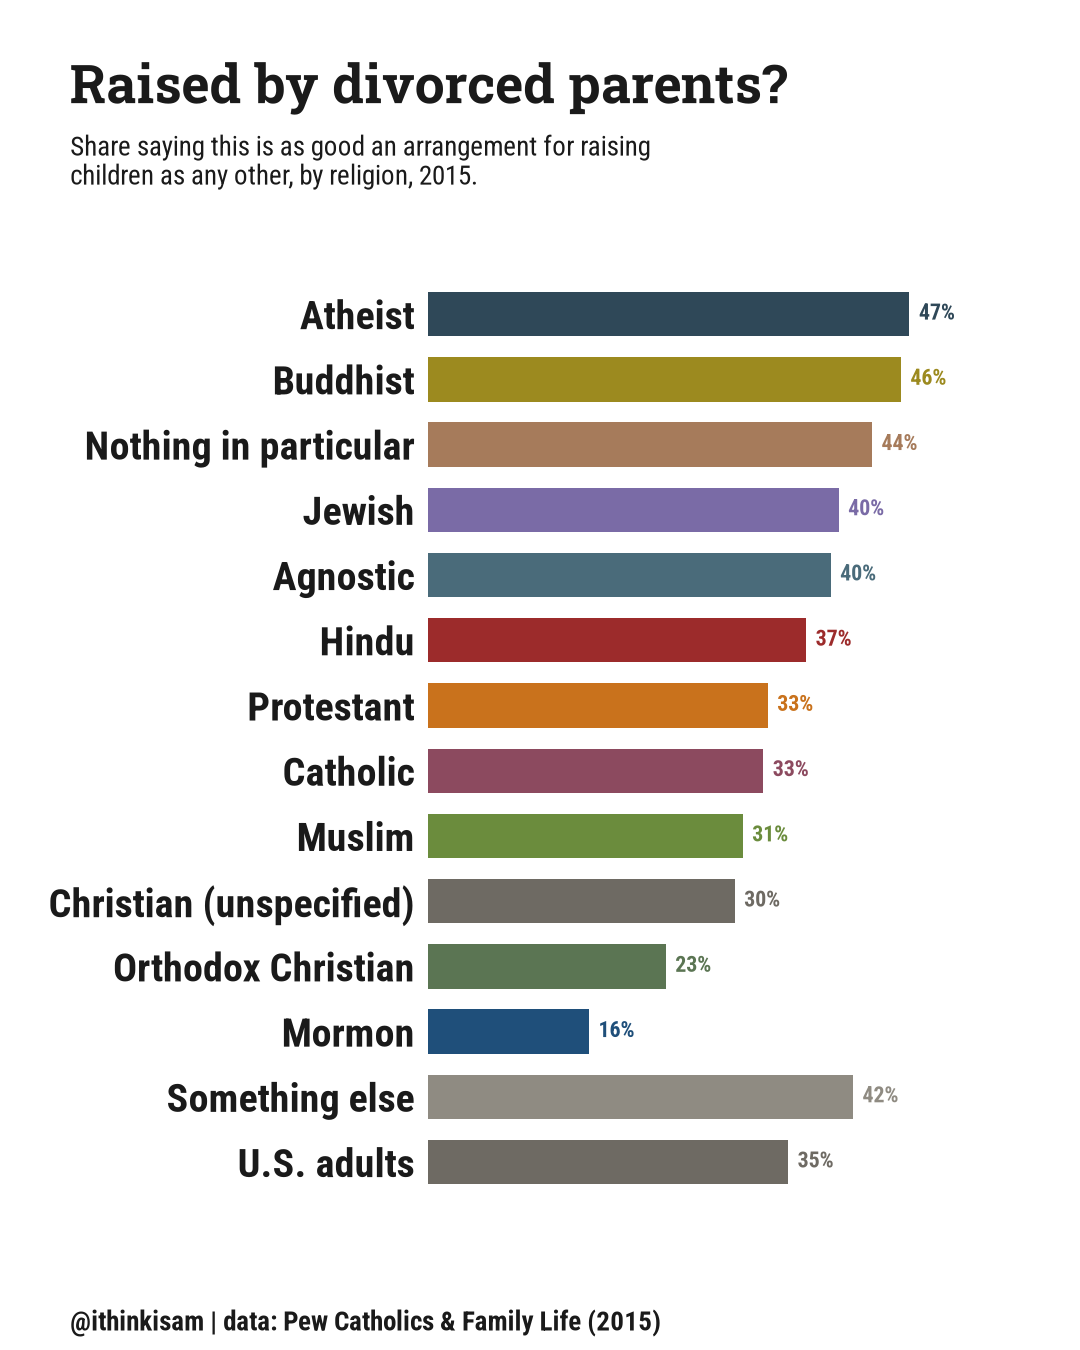 Raised by divorced parents?
Share saying this is as good an arrangement for raising
children as any other, by religion, 2015.
Atheist 47%
Buddhist 46%
Nothing in particular 44%
Jewish 40%
Agnostic 40%
Hindu 37%
Protestant 33%
Catholic 33%
Muslim 31%
Christian (unspecified) 30%
Orthodox Christian 23%
Mormon 16%
Something else 42%
U.S. adults 35%
@ithinkisam | data: Pew Catholics & Family Life (2015)